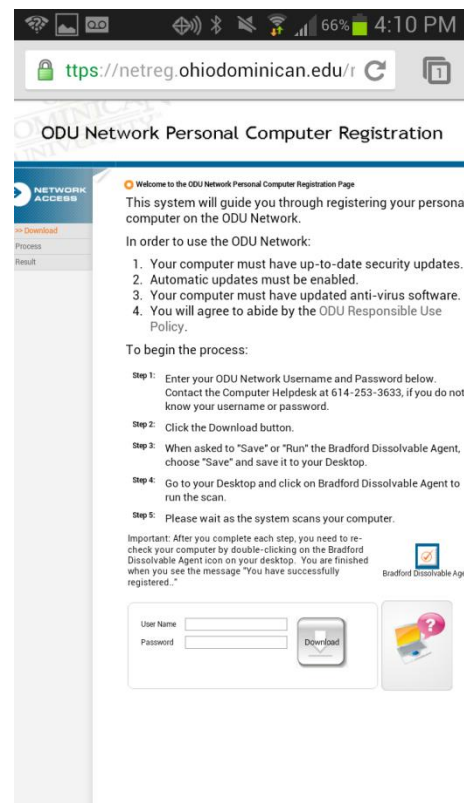 66% 4:10 PM
ttps://netreg.ohiodominican.edu/r
1
DOMINICAN
UNIVERSITY
ODU Network Personal Computer Registration
NETWORK
ACCESS
>> Download
Process
Result
Welcome to the ODU Network Personal Computer Registration Page
This system will guide you through registering your persona
computer on the ODU Network.
In order to use the ODU Network:
1. Your computer must have up-to-date security updates.
2. Automatic updates must be enabled.
3. Your computer must have updated anti-virus software.
4. You will agree to abide by the ODU Responsible Use
Policy.
To begin the process:
Step 1: Enter your ODU Network Username and Password below.
Contact the Computer Helpdesk at 614-253-3633, if you do not
know your username or password.
Step 2: Click the Download button.
Step 3: When asked to "Save" or "Run" the Bradford Dissolvable Agent,
choose "Save" and save it to your Desktop.
Step 4: Go to your Desktop and click on Bradford Dissolvable Agent to
run the scan.
Step 5: Please wait as the system scans your computer.
Important: After you complete each step, you need to re-
check your computer by double-clicking on the Bradford
Dissolvable Agent icon on your desktop. You are finished
when you see the message "You have successfully
registered.."
Bradford Dissolvable Age
User Name
Password
Download